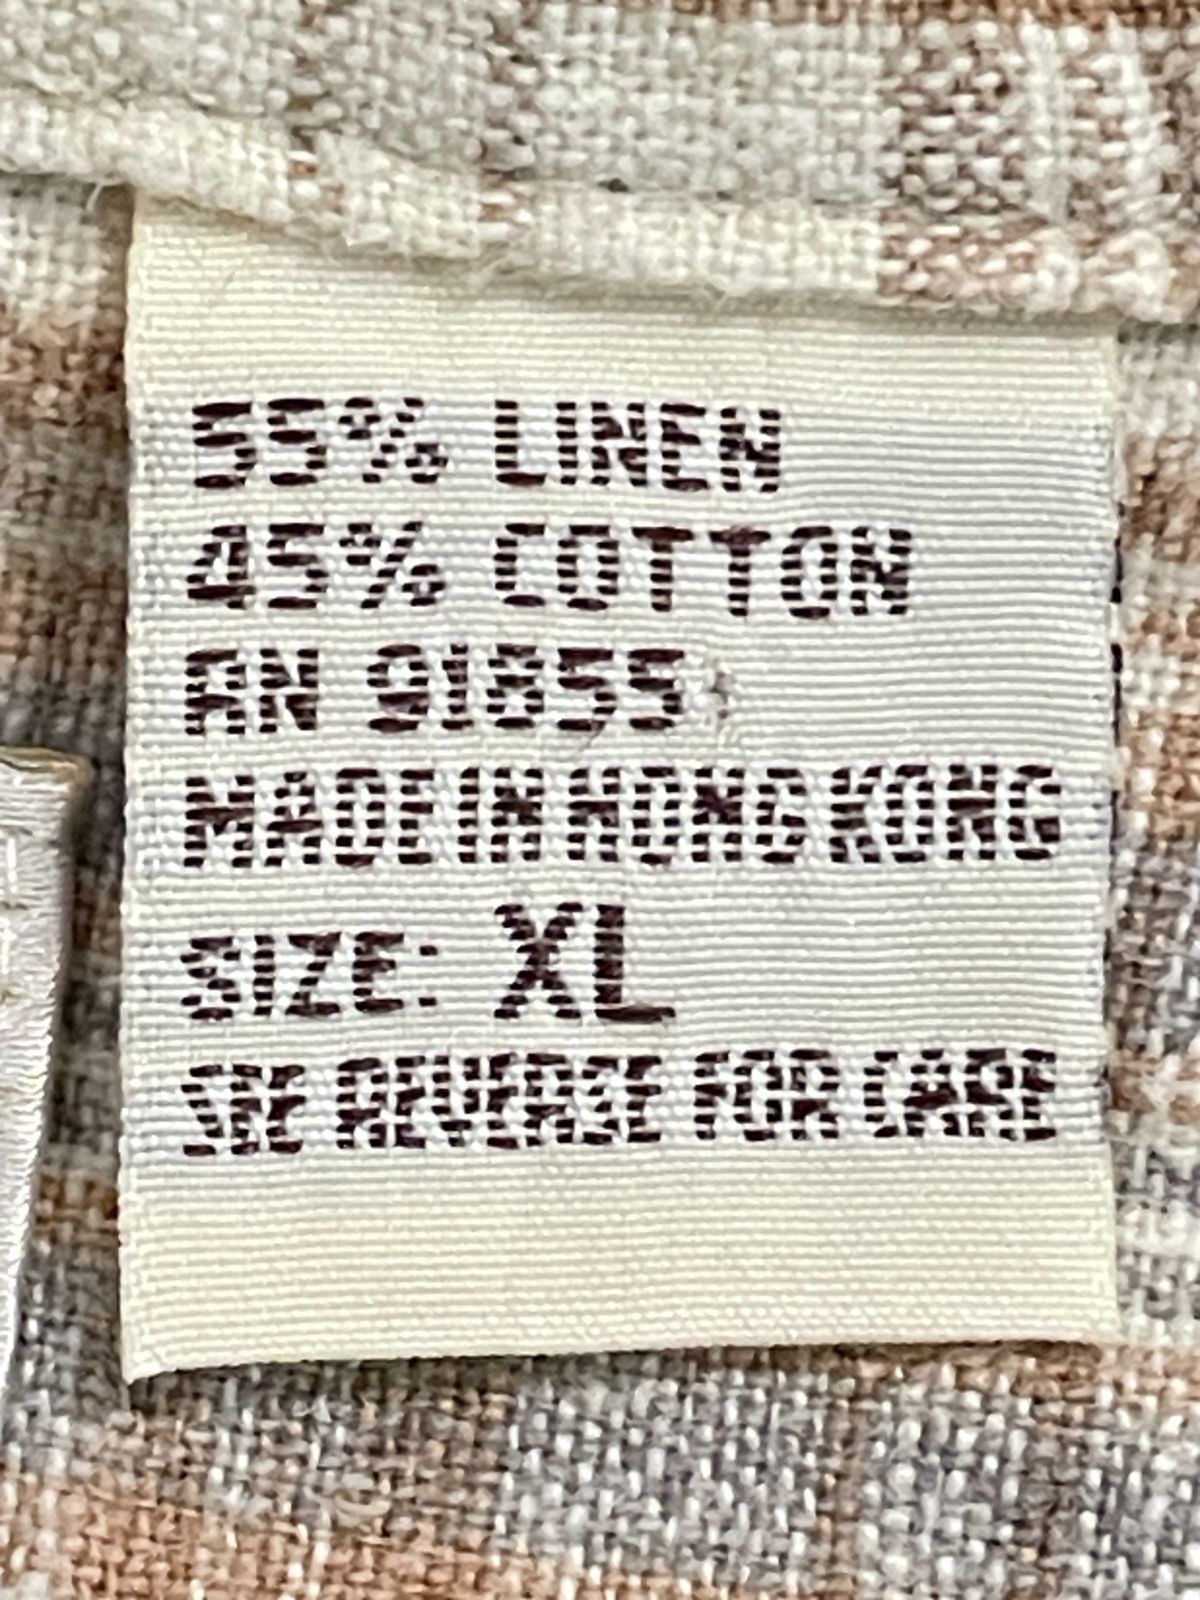 55% LINEN
45% COTTON
RN 91855
MADE IN HONG KONG
SIZE: XL
SEE REVERSE FOR CARE